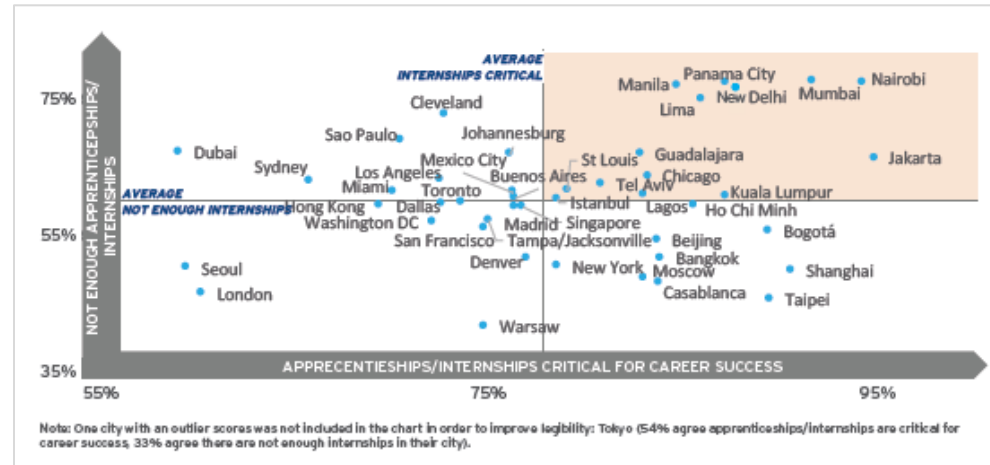 AVERAGE
INTERNSHIPS CRITICAL
NOT ENOUGH APPRENTICEPSHIPS/
INTERNSHIPS
75%
55%
35%
Manila
Panama City
Nairobi
New Delhi
Mumbai
Lima
Cleveland
Sao Paulo
Johannesburg
Dubai
Sydney
Mexico City
St Louis
Guadalajara
Jakarta
Los Angeles
Buenos Aires
Chicago
Miami
Toronto
Tel Aviv
Kuala Lumpur
AVERAGE
NOT ENOUGH INTERNSHIPS
Hong Kong
Dallas
Istanbul
Lagos
Ho Chi Minh
Washington DC
Madrid
Singapore
Bogotá
San Francisco
Tampa/Jacksonville
Beijing
Denver
New York
Bangkok
Moscow
Shanghai
Seoul
London
Casablanca
Taipei
Warsaw
APPRECENTIESHIPS/INTERNSHIPS CRITICAL FOR CAREER SUCCESS
55%
75%
95%
Note: One city with an outlier scores was not included in the chart in order to improve legibility: Tokyo (54% agree apprenticeships/internships are critical for
career success, 33% agree there are not enough internships in their city).